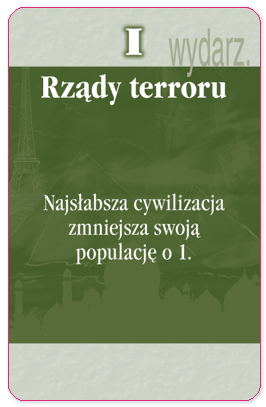 I
wydarz.
Rządy terroru
Najsłabsza cywilizacja
zmniejsza swoją
populację o 1.